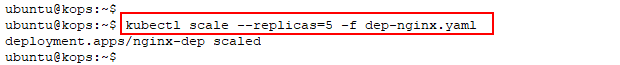 ubuntu@kops:~$
ubuntu@kops:~$ kubectl scale --replicas=5 -f dep-nginx.yaml
deployment.apps/nginx-dep scaled
ubuntu@kops:~$